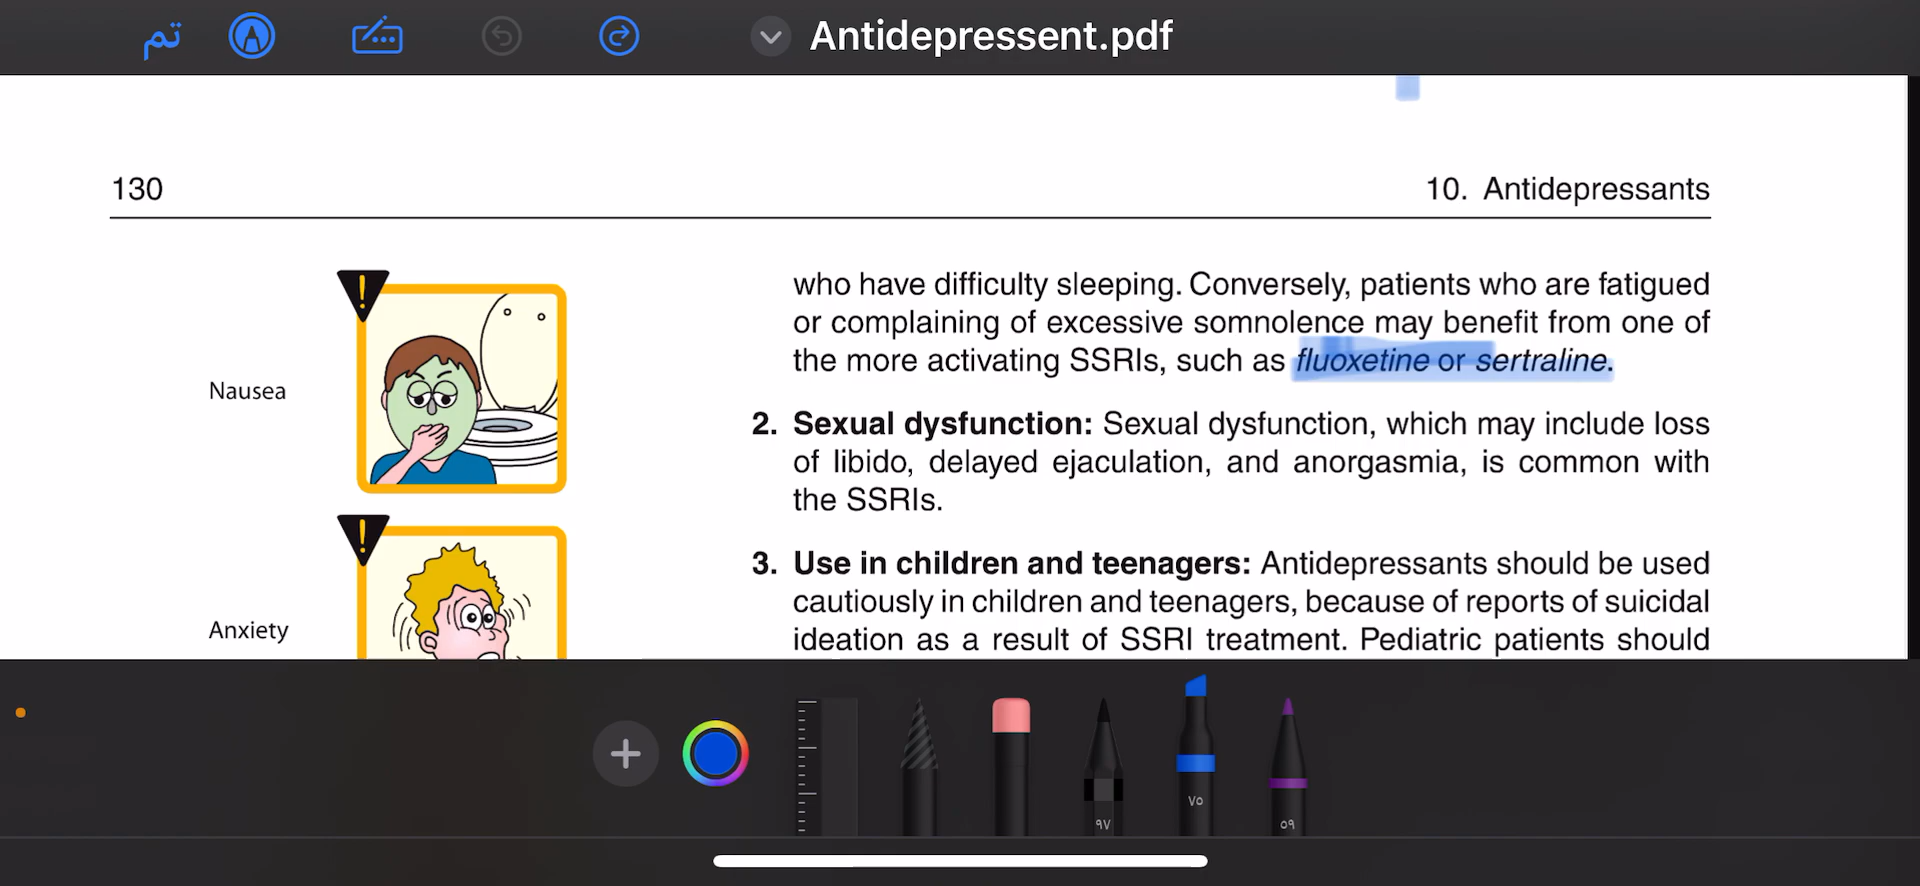 تم
Antidepressent.pdf
130
10. Antidepressants
who have difficulty sleeping. Conversely, patients who are fatigued
or complaining of excessive somnolence may benefit from one of
the more activating SSRIs, such as fluoxetine or sertraline.
Nausea
2. Sexual dysfunction: Sexual dysfunction, which may include loss
of libido, delayed ejaculation, and anorgasmia, is common with
the SSRIs.
3. Use in children and teenagers: Antidepressants should be used
cautiously in children and teenagers, because of reports of suicidal
ideation as a result of SSRI treatment. Pediatric patients should
Anxiety
٩٧
٧٥
٥٩